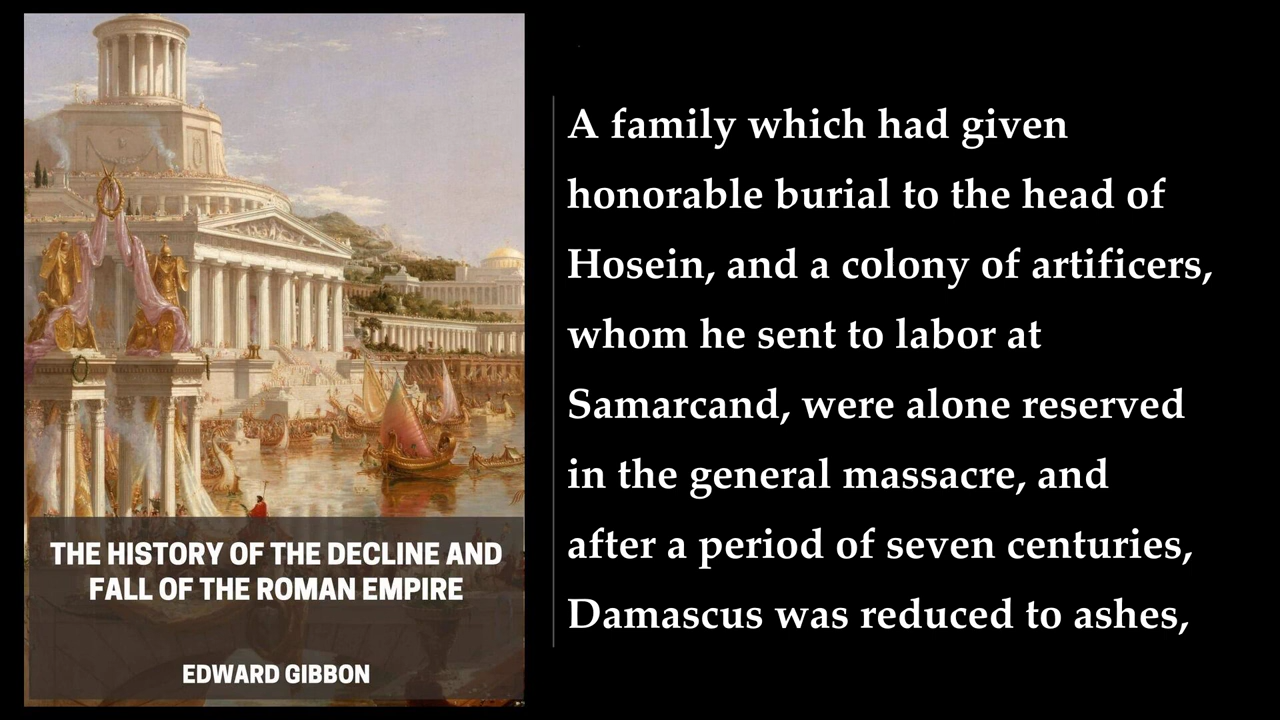 THE HISTORY OF THE DECLINE AND
FALL OF THE ROMAN EMPIRE
EDWARD GIBBON
A family which had given
honorable burial to the head of
Hosein, and a colony of artificers,
whom he sent to labor at
Samarcand, were alone reserved
in the general massacre, and
after a period of seven centuries,
Damascus was reduced to ashes,